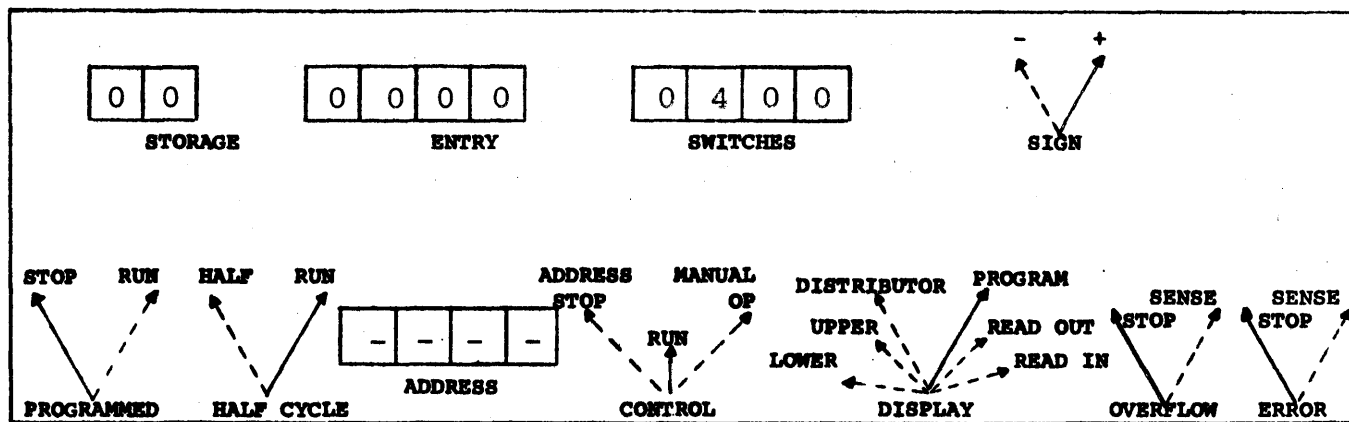 - +
0 0 0 0 0 0 0 4 0 0
STORAGE ENTRY SWITCHES SIGN
STOP RUN HALF RUN ADDRESS STOP MANUAL OP RUN DISTRIBUTOR PROGRAM UPPER READ OUT LOWER READ IN SENSE STOP SENSE STOP
- - - -
ADDRESS
PROGRAMMED HALF CYCLE CONTROL DISPLAY OVERFLOW ERROR